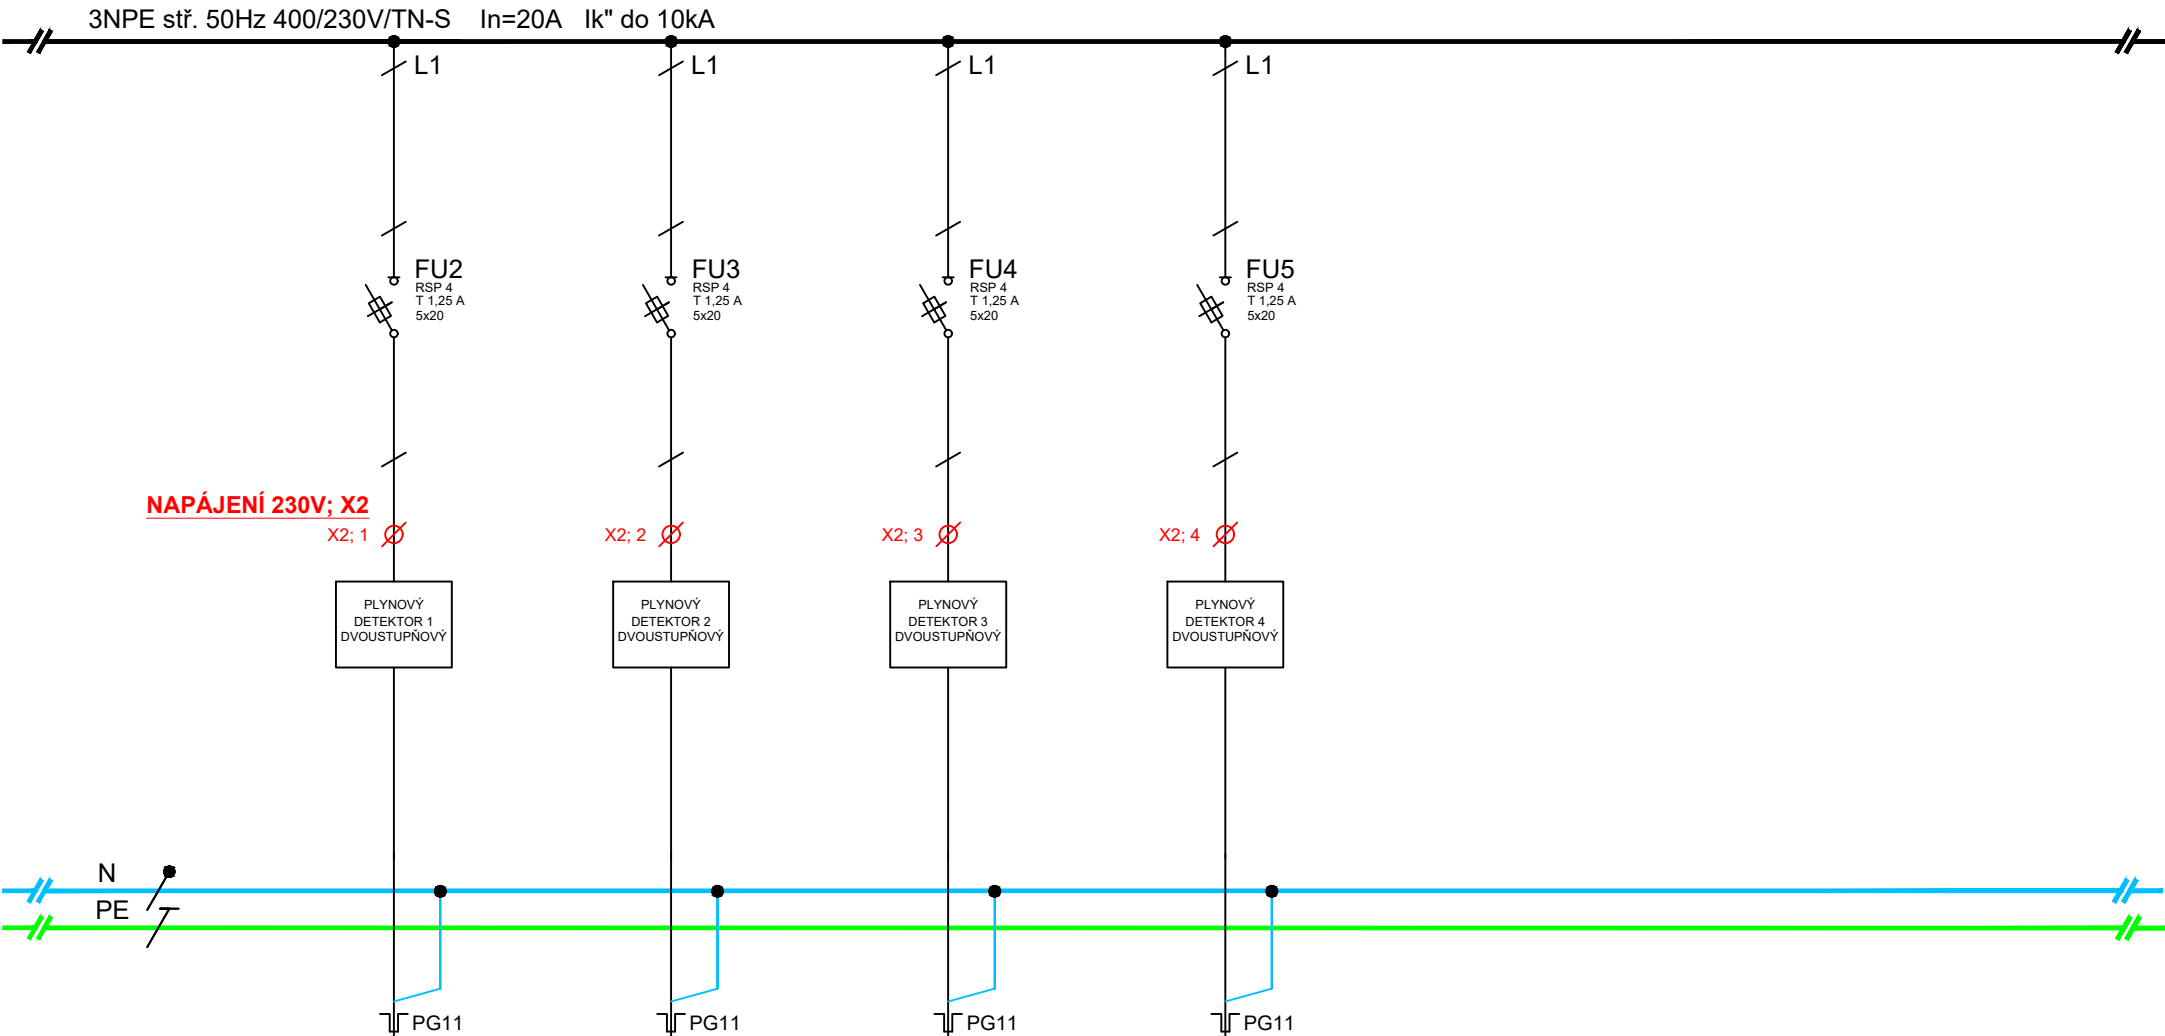 3NPE stř. 50Hz 400/230V/TN-S In=20A Ik" do 10kA
L1 L1 L1 L1
FU2 FU3 FU4 FU5
RSP 4 RSP 4 RSP 4 RSP 4
T 1,25 A T 1,25 A T 1,25 A T 1,25 A
5x20 5x20 5x20 5x20
NAPÁJENÍ 230V; X2
X2; 1 X2; 2 X2; 3 X2; 4
PLYNOVÝ PLYNOVÝ PLYNOVÝ PLYNOVÝ
DETEKTOR 1 DETEKTOR 2 DETEKTOR 3 DETEKTOR 4
DVOUSTUPŇOVÝ DVOUSTUPŇOVÝ DVOUSTUPŇOVÝ DVOUSTUPŇOVÝ
N
PE
PG11 PG11 PG11 PG11